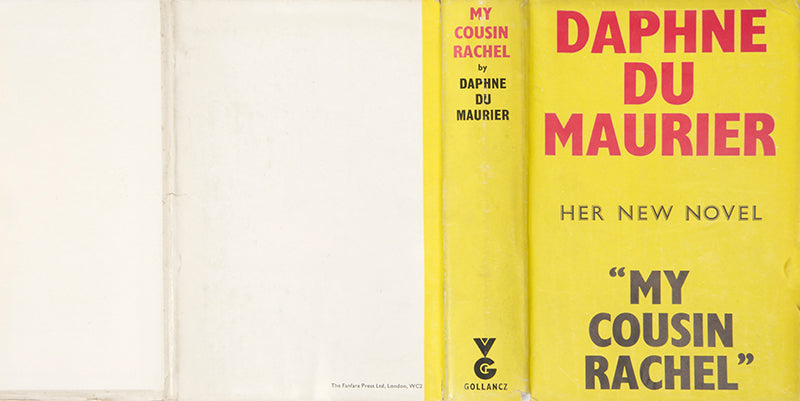 The Fanfare Press Ltd, London, WC2
MY
COUSIN
RACHEL
by
DAPHNE
DU
MAURIER
VG
GOLLANCZ
DAPHNE
DU
MAURIER
HER NEW NOVEL
“MY
COUSIN
RACHEL”